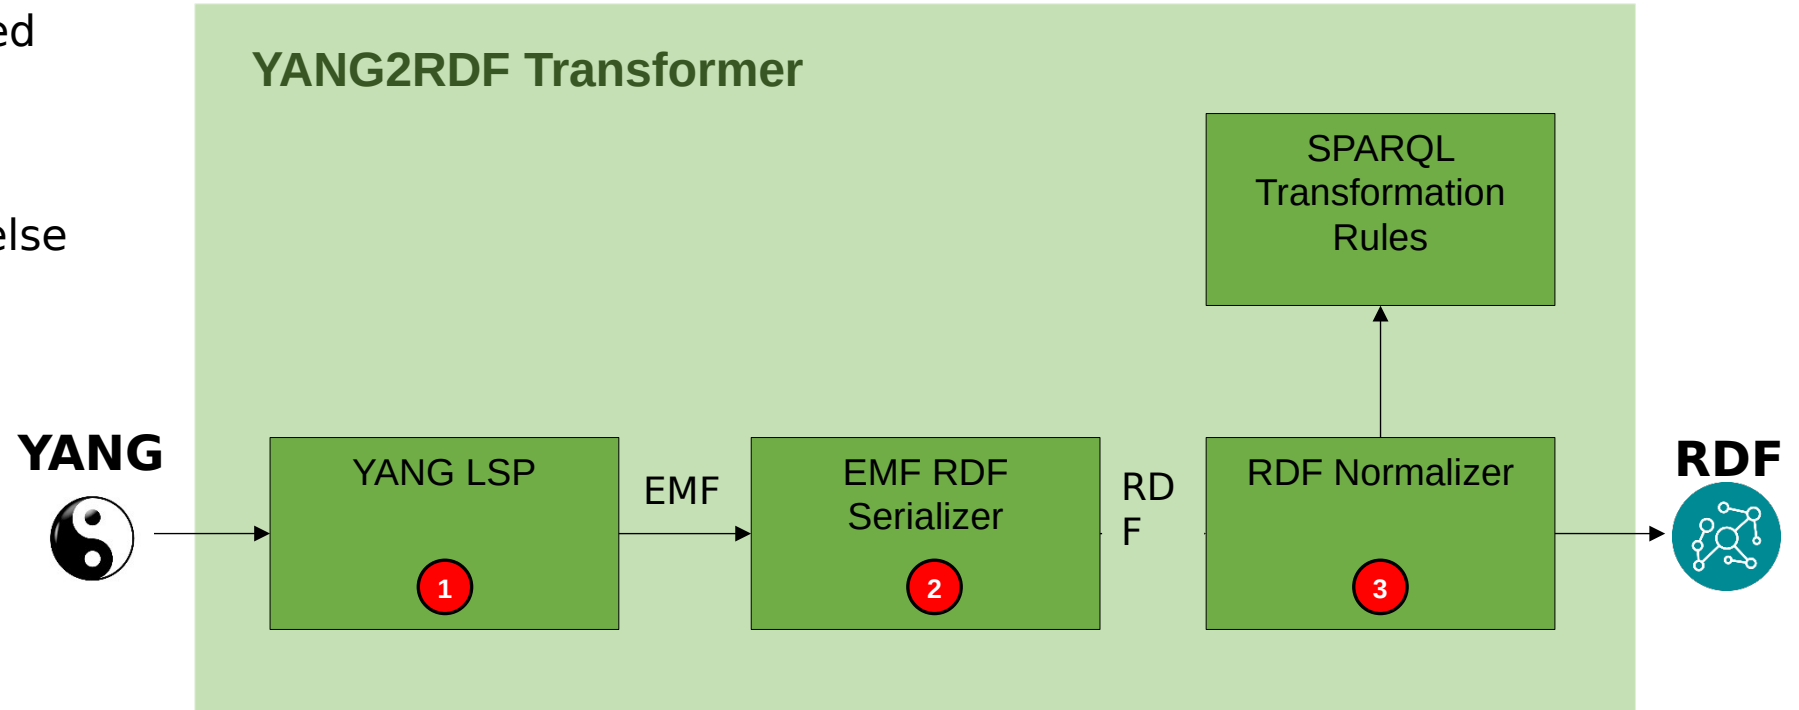 ed
YANG2RDF Transformer
SPARQL
Transformation
Rules
else
YANG
YANG LSP
1
EMF
EMF RDF
Serializer
2
RD
F
RDF Normalizer
3
RDF